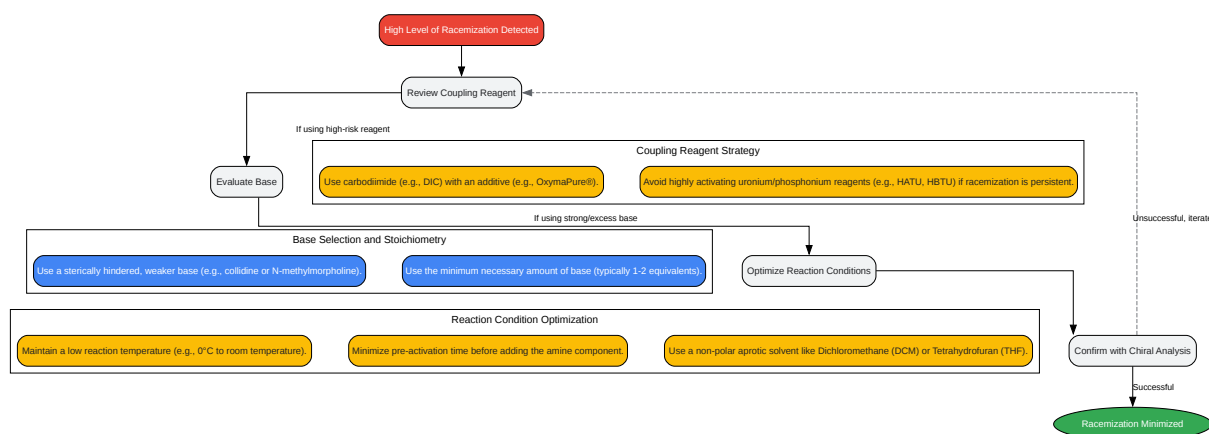 High Level of Racemization Detected
Review Coupling Reagent
If using high-risk reagent
Coupling Reagent Strategy
Evaluate Base
Use carbodiimide (e.g., DIC) with an additive (e.g., OxymaPure®).
Avoid highly activating uronium/phosphonium reagents (e.g., HATU, HBTU) if racemization is persistent.
If using strong/excess base
Unsuccessful, iterate
Base Selection and Stoichiometry
Use a sterically hindered, weaker base (e.g., collidine or N-methylmorpholine).
Use the minimum necessary amount of base (typically 1-2 equivalents).
Optimize Reaction Conditions
Reaction Condition Optimization
Maintain a low reaction temperature (e.g., 0°C to room temperature).
Minimize pre-activation time before adding the amine component.
Use a non-polar aprotic solvent like Dichloromethane (DCM) or Tetrahydrofuran (THF).
Confirm with Chiral Analysis
Successful
Racemization Minimized